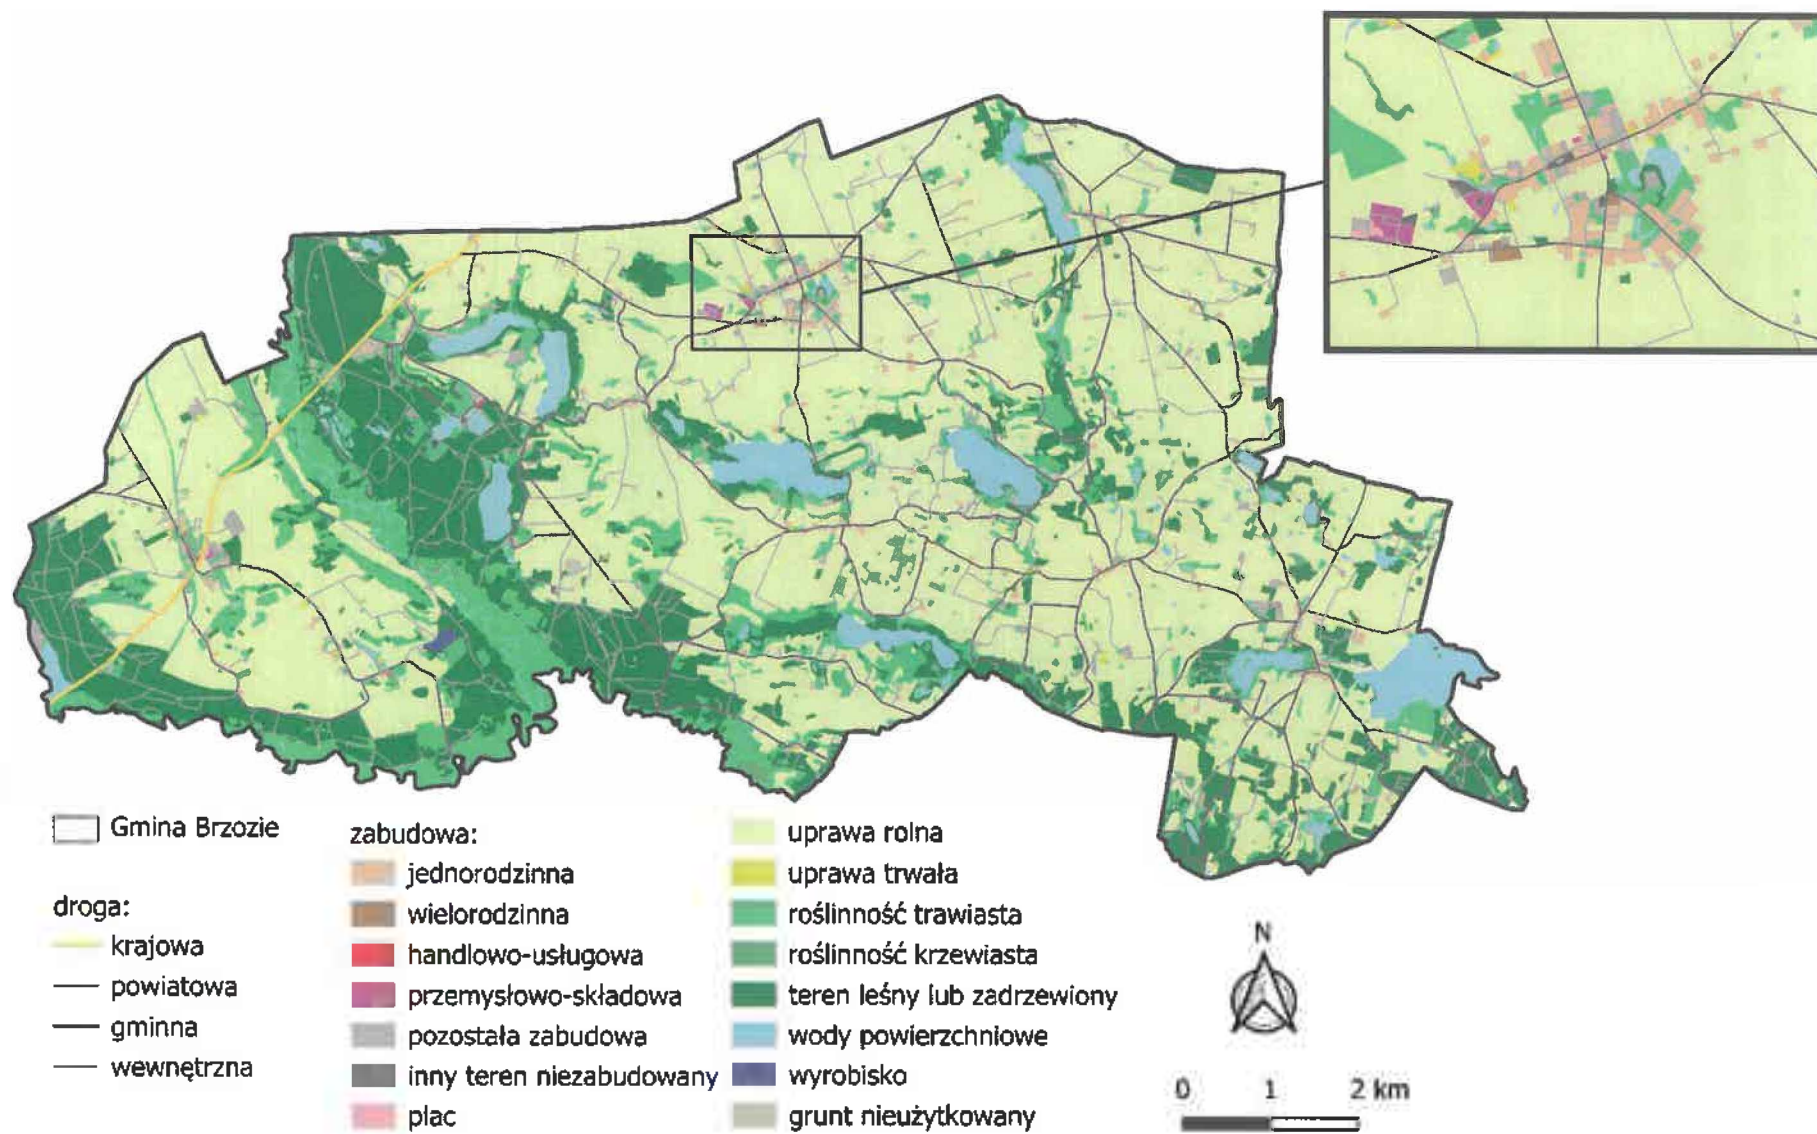 Gmina Brzozie
droga:
krajowa
powiatowa
gminna
wewnętrzna
zabudowa:
jednorodzinna
wielorodzinna
handlowo-usługowa
przemysłowo-składowa
pozostała zabudowa
inny teren niezabudowany
plac
uprawa rolna
uprawa trwała
roślinność trawiasta
roślinność krzewiasta
teren leśny lub zadrzewiony
wody powierzchniowe
wyrobisko
grunt nieużytkowany
N
0 1 2 km